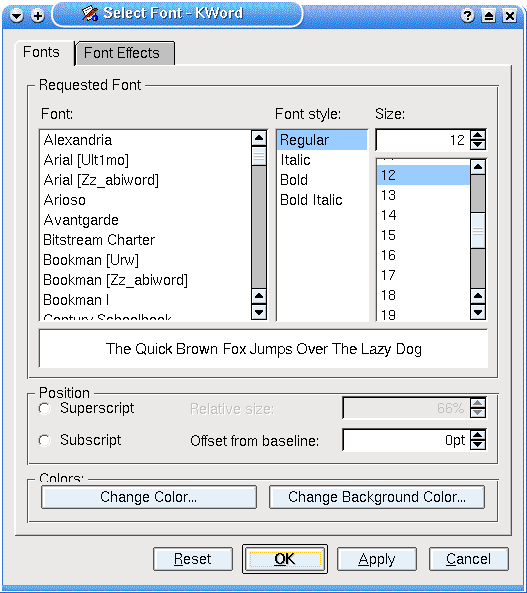 Select Font - KWord
Fonts
Font Effects
Requested Font
Font:
Font style:
Size:
Alexandria
Arial [Ult1mo]
Arial [Zz_abiword]
Arioso
Avantgarde
Bitstream Charter
Bookman [Urw]
Bookman [Zz_abiword]
Bookman l
Century Schoolbook
Regular
Italic
Bold
Bold Italic
12
12
13
14
15
16
17
18
19
The Quick Brown Fox Jumps Over The Lazy Dog
Position
Superscript
Relative size:
66%
Subscript
Offset from baseline:
0pt
Colors:
Change Color...
Change Background Color...
Reset
OK
Apply
Cancel